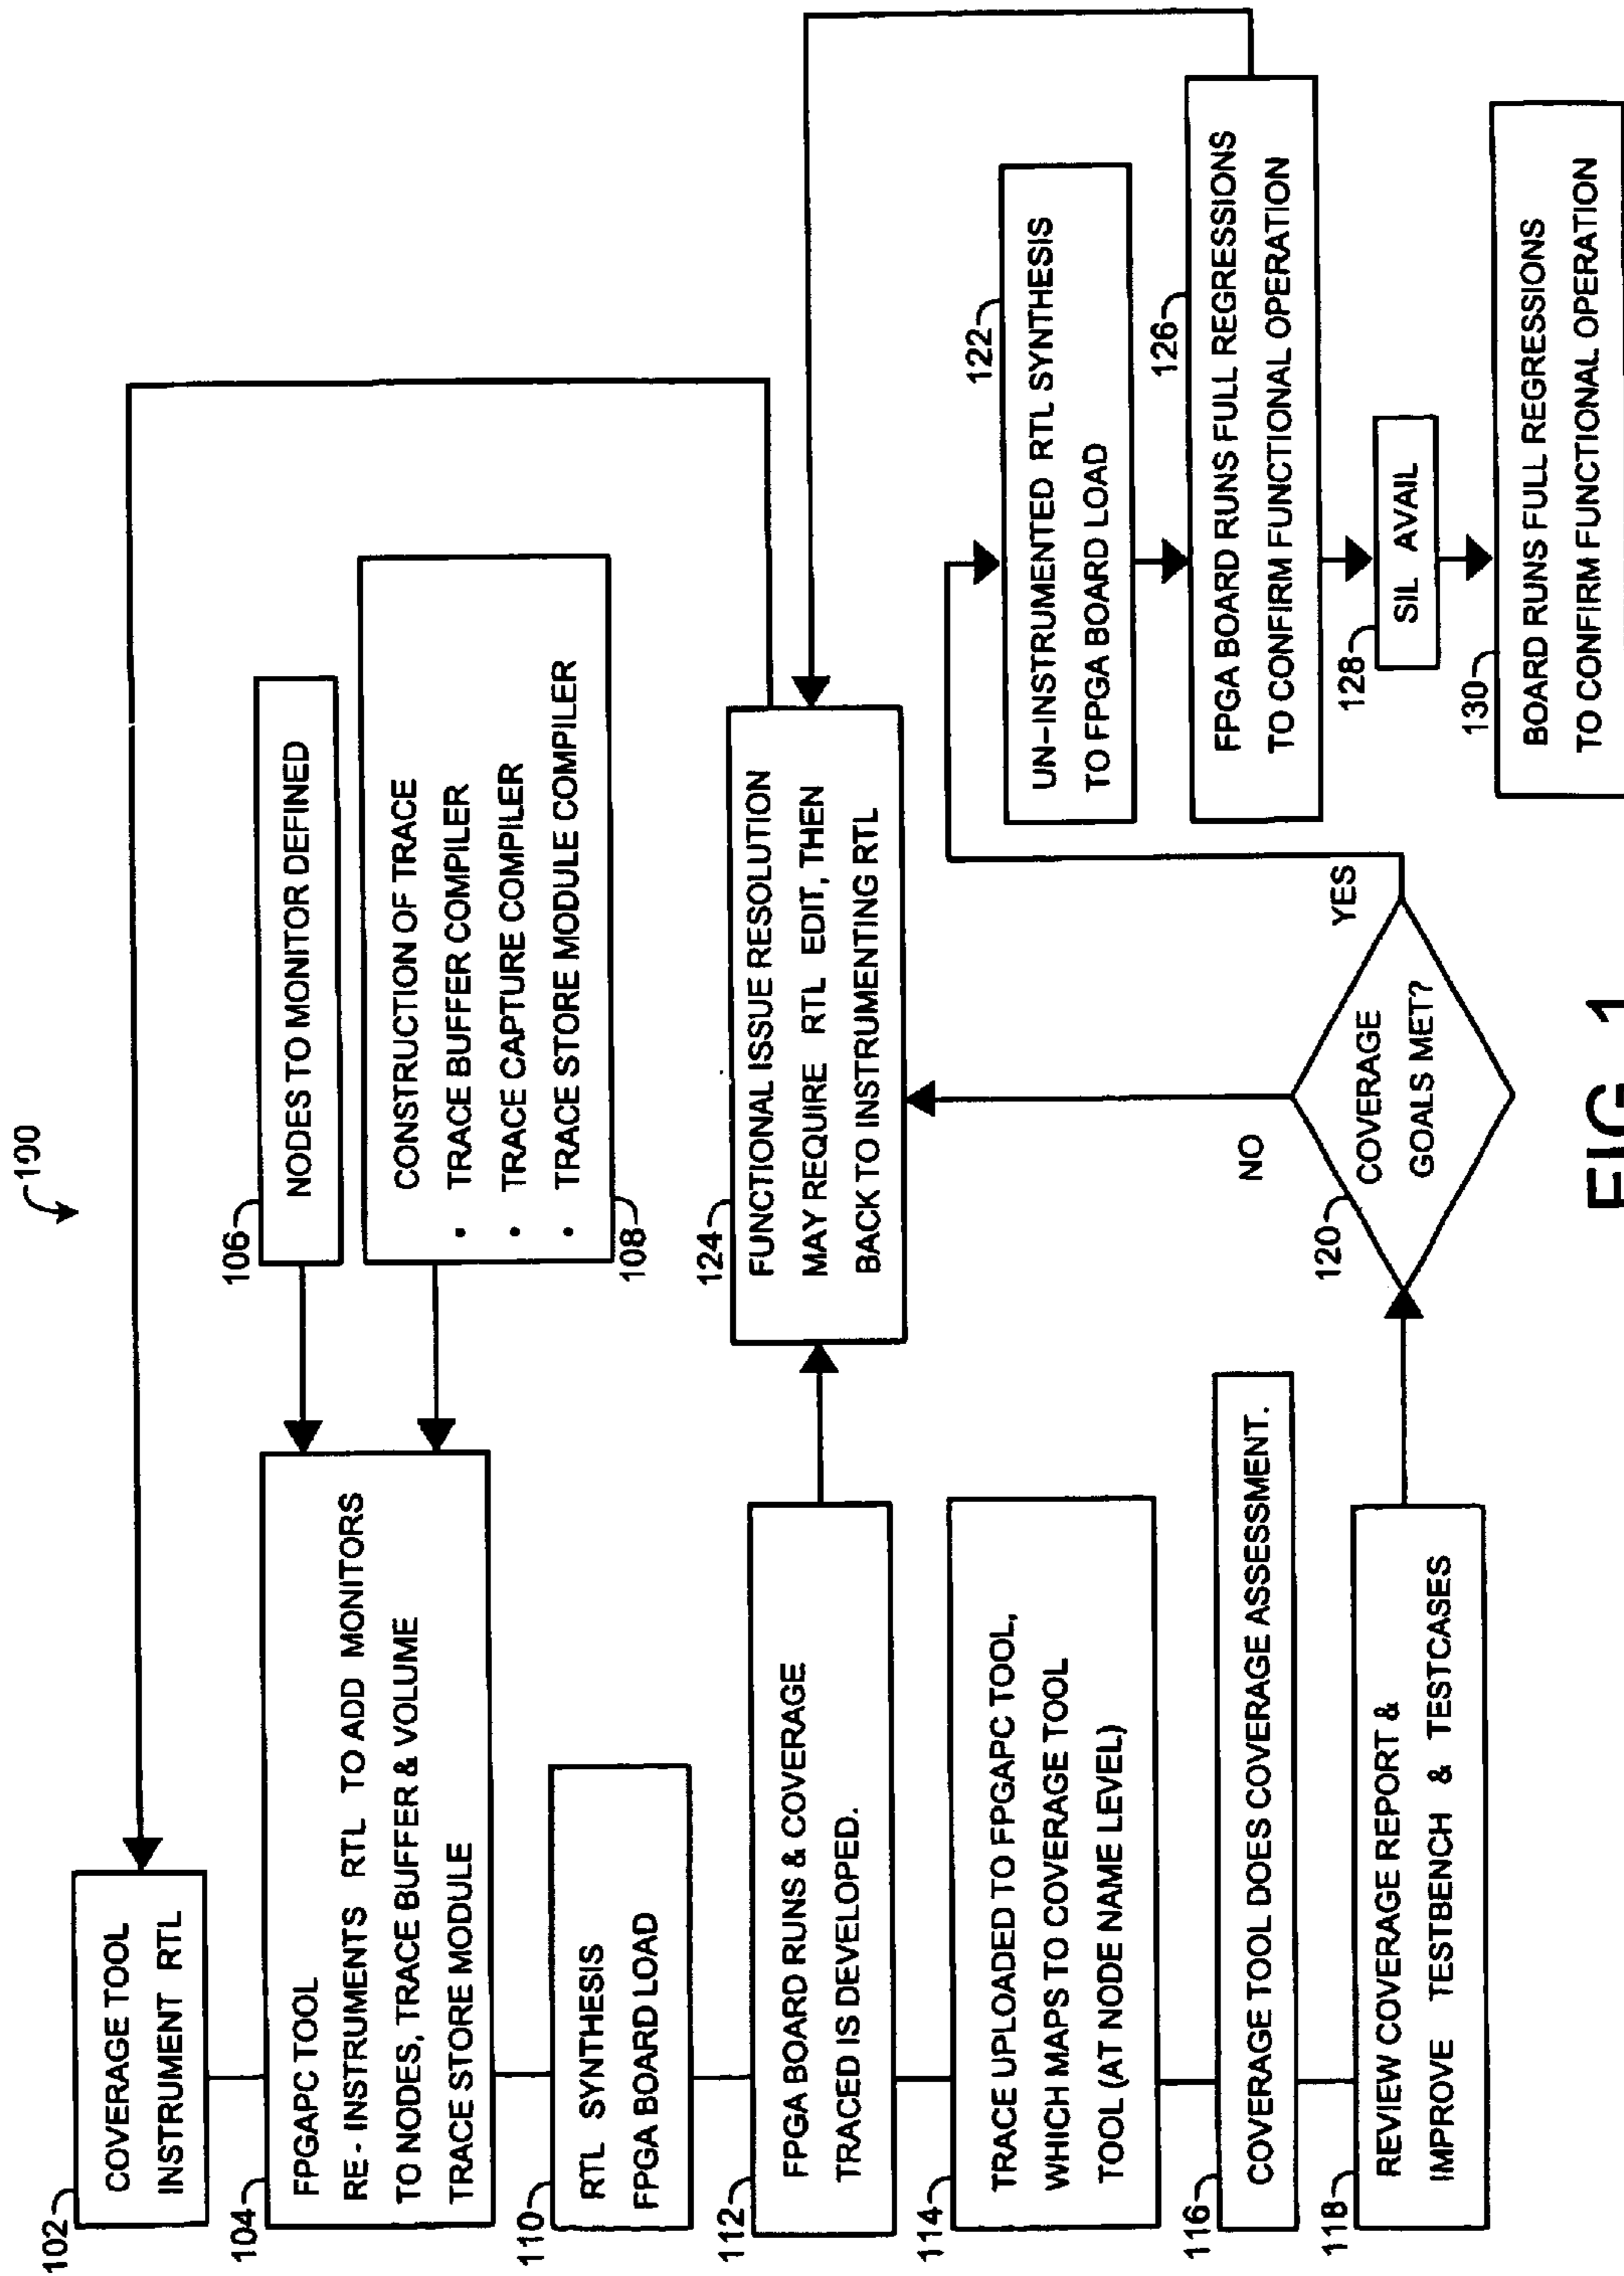 100
102
COVERAGE TOOL
INSTRUMENT RTL
104
FPGAPC TOOL
RE - INSTRUMENTS RTL TO ADD MONITORS
TO NODES, TRACE BUFFER & VOLUME
TRACE STORE MODULE
106
NODES TO MONITOR DEFINED
CONSTRUCTION OF TRACE
• TRACE BUFFER COMPILER
• TRACE CAPTURE COMPILER
• TRACE STORE MODULE COMPILER
108
110
RTL SYNTHESIS
FPGA BOARD LOAD
112
FPGA BOARD RUNS & COVERAGE
TRACED IS DEVELOPED.
124
FUNCTIONAL ISSUE RESOLUTION
MAY REQUIRE RTL EDIT, THEN
BACK TO INSTRUMENTING RTL
114
TRACE UPLOADED TO FPGAPC TOOL,
WHICH MAPS TO COVERAGE TOOL
TOOL (AT NODE NAME LEVEL)
116
COVERAGE TOOL DOES COVERAGE ASSESSMENT.
118
REVIEW COVERAGE REPORT &
IMPROVE TESTBENCH & TESTCASES
120
COVERAGE
GOALS MET?
NO
YES
122
UN-INSTRUMENTED RTL SYNTHESIS
TO FPGA BOARD LOAD
126
FPGA BOARD RUNS FULL REGRESSIONS
TO CONFIRM FUNCTIONAL OPERATION
128
SIL AVAIL
130
BOARD RUNS FULL REGRESSIONS
TO CONFIRM FUNCTIONAL OPERATION
FIG. 1